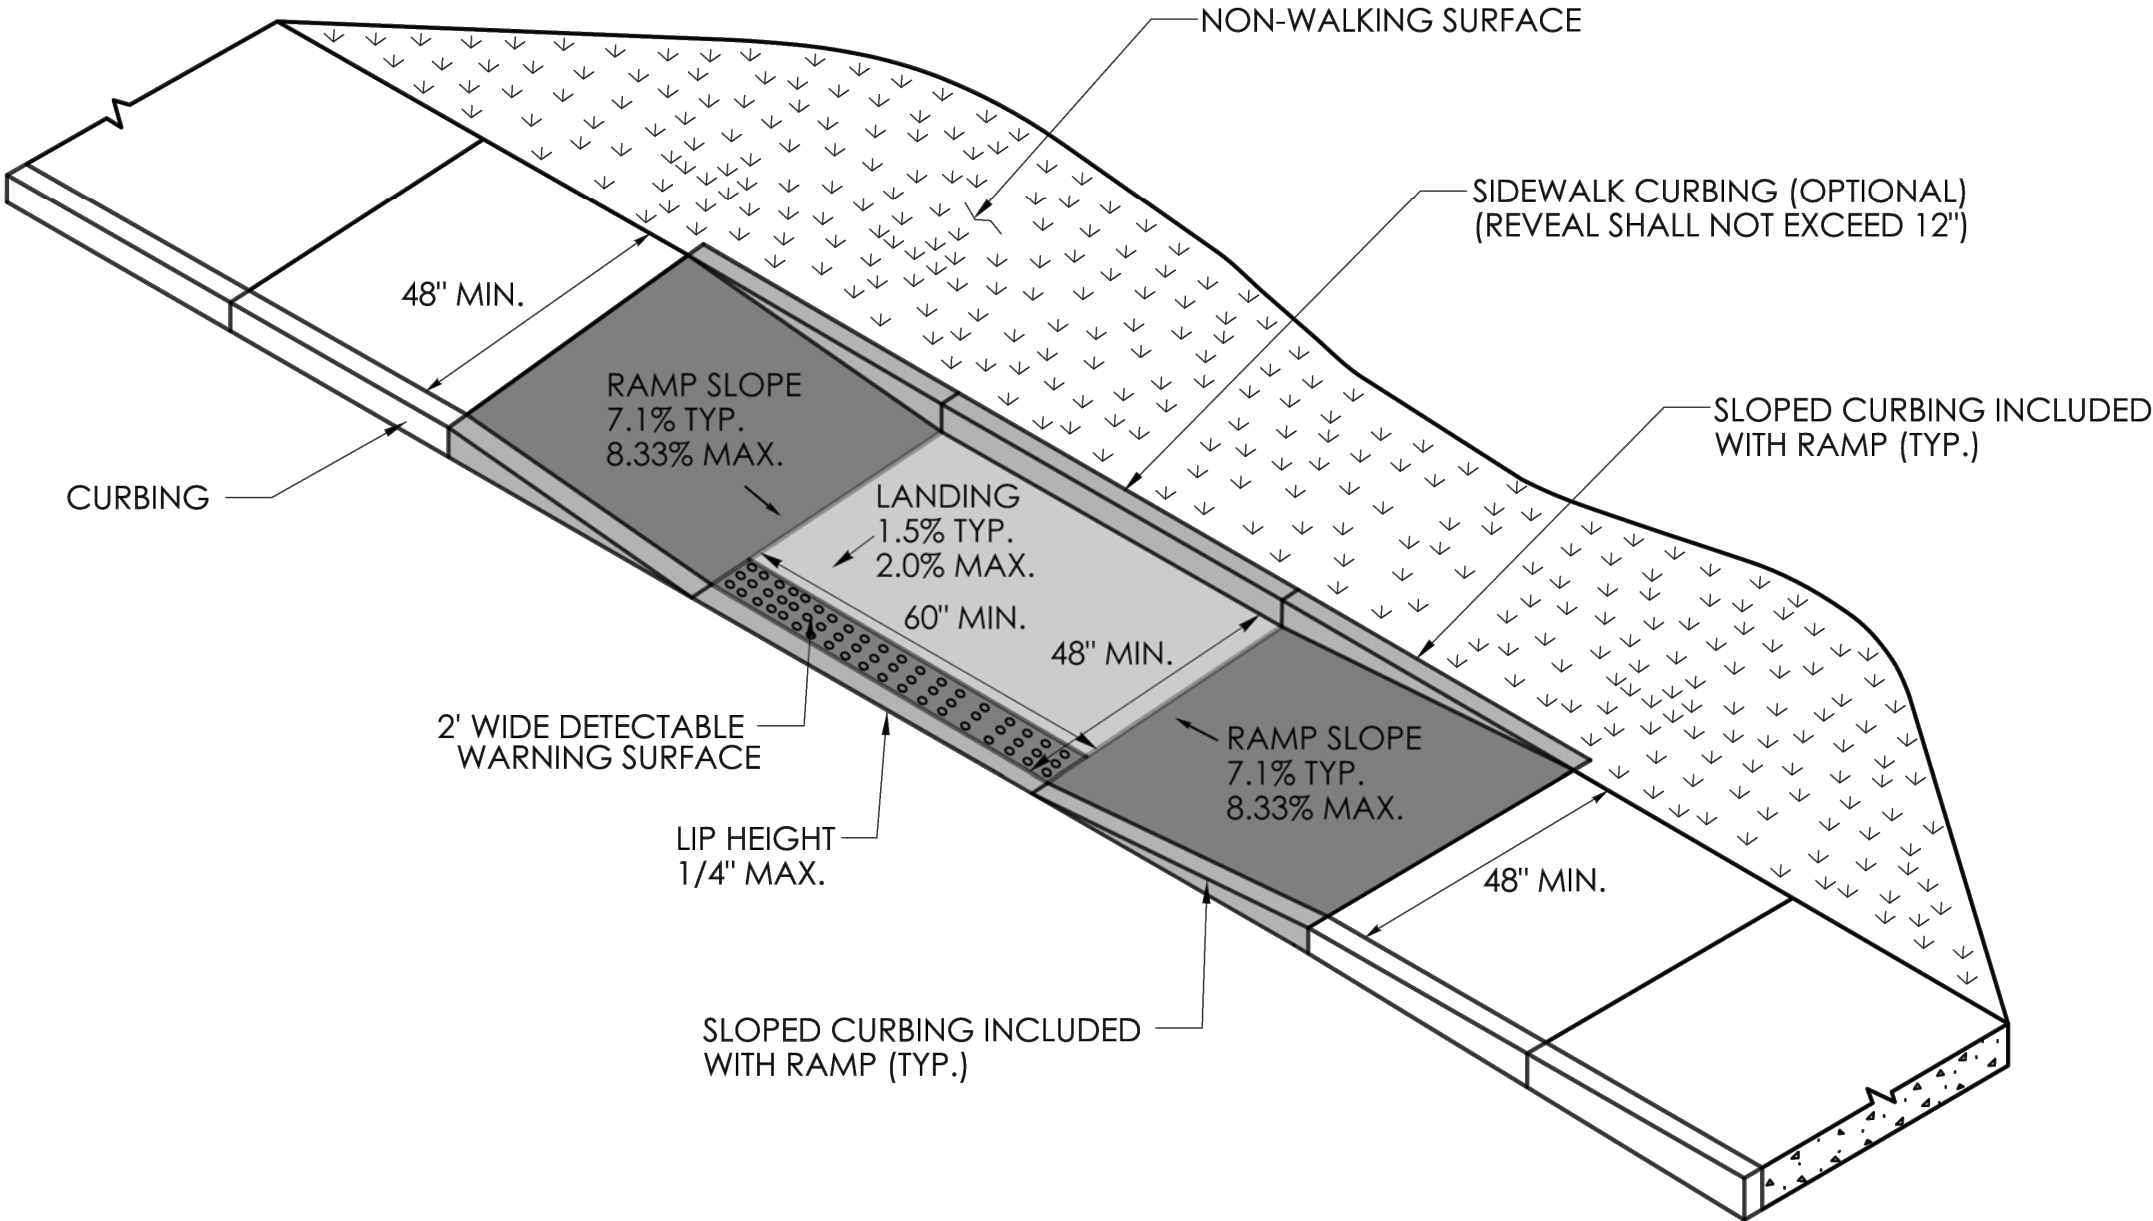 NON-WALKING SURFACE
SIDEWALK CURBING (OPTIONAL)
(REVEAL SHALL NOT EXCEED 12")
48" MIN.
RAMP SLOPE
7.1% TYP.
8.33% MAX.
SLOPED CURBING INCLUDED
WITH RAMP (TYP.)
CURBING
LANDING
1.5% TYP.
2.0% MAX.
60" MIN.
48" MIN.
2' WIDE DETECTABLE
WARNING SURFACE
RAMP SLOPE
7.1% TYP.
8.33% MAX.
LIP HEIGHT
1/4" MAX.
48" MIN.
SLOPED CURBING INCLUDED
WITH RAMP (TYP.)